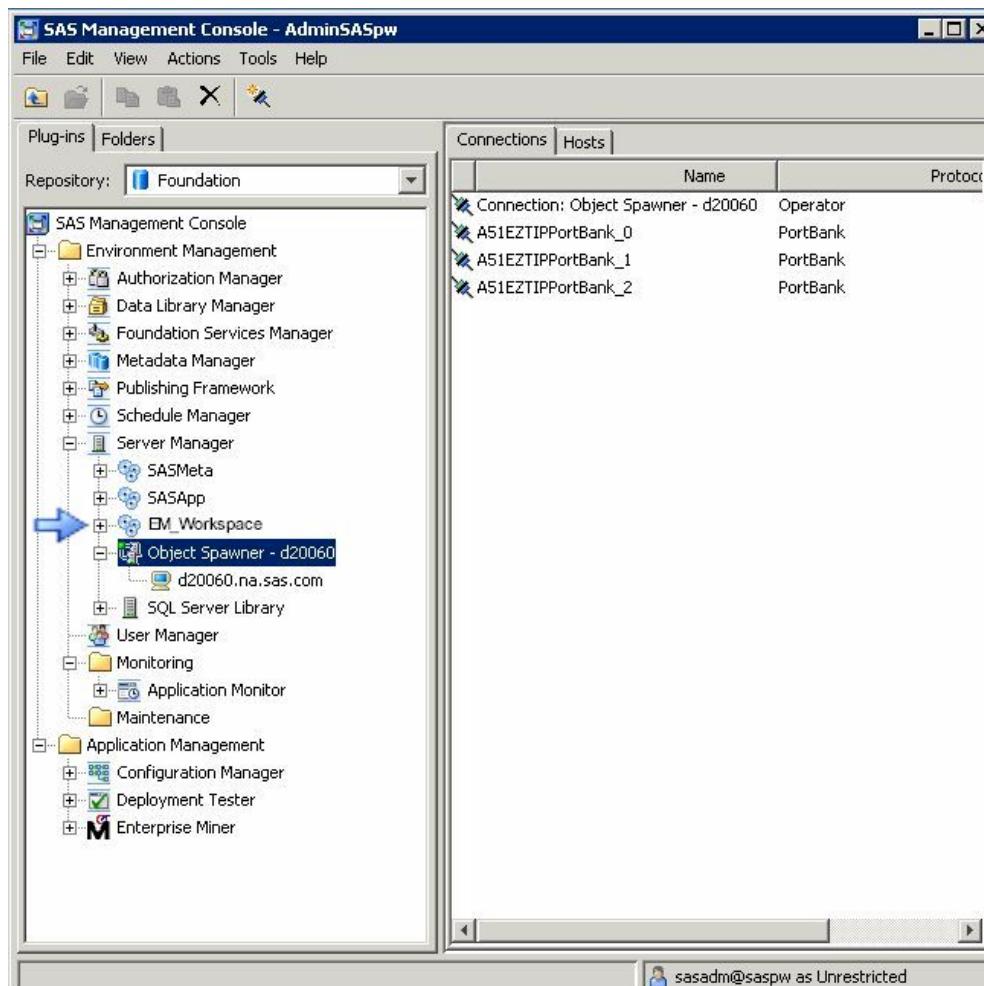 SAS Management Console - AdminSASpw
File Edit View Actions Tools Help
Plug-ins Folders
Repository: Foundation
SAS Management Console
Environment Management
Authorization Manager
Data Library Manager
Foundation Services Manager
Metadata Manager
Publishing Framework
Schedule Manager
Server Manager
SASMeta
SASApp
EM_Workspace
Object Spawner - d20060
d20060.na.sas.com
SQL Server Library
User Manager
Monitoring
Application Monitor
Maintenance
Application Management
Configuration Manager
Deployment Tester
Enterprise Miner
Connections Hosts
Name Protoco
Connection: Object Spawner - d20060 Operator
A51EZTIPPortBank_0 PortBank
A51EZTIPPortBank_1 PortBank
A51EZTIPPortBank_2 PortBank
sasadm@saspw as Unrestricted